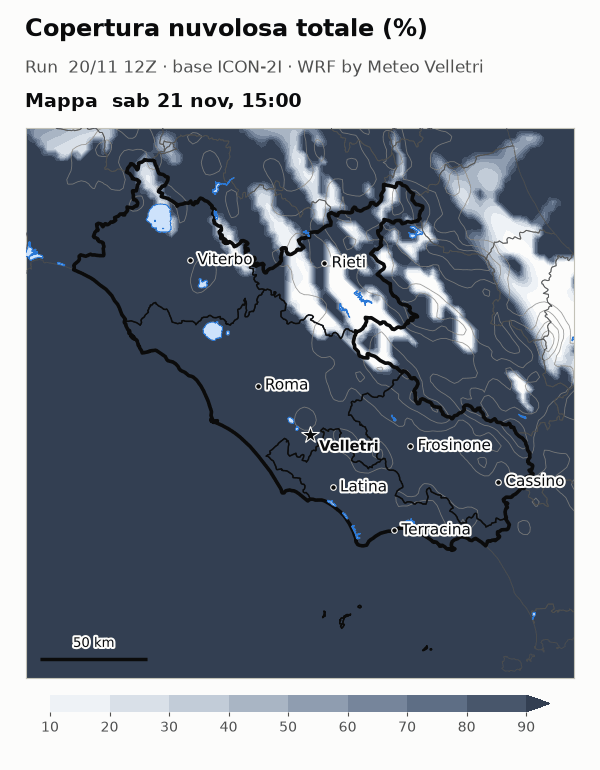 Copertura nuvolosa totale (%)
Run  20/11 12Z · base ICON-2I · WRF by Meteo Velletri
Mappa  sab 21 nov, 15:00
Viterbo
Rieti
Roma
Velletri
Frosinone
Latina
Cassino
Terracina
50 km
10 20 30 40 50 60 70 80 90